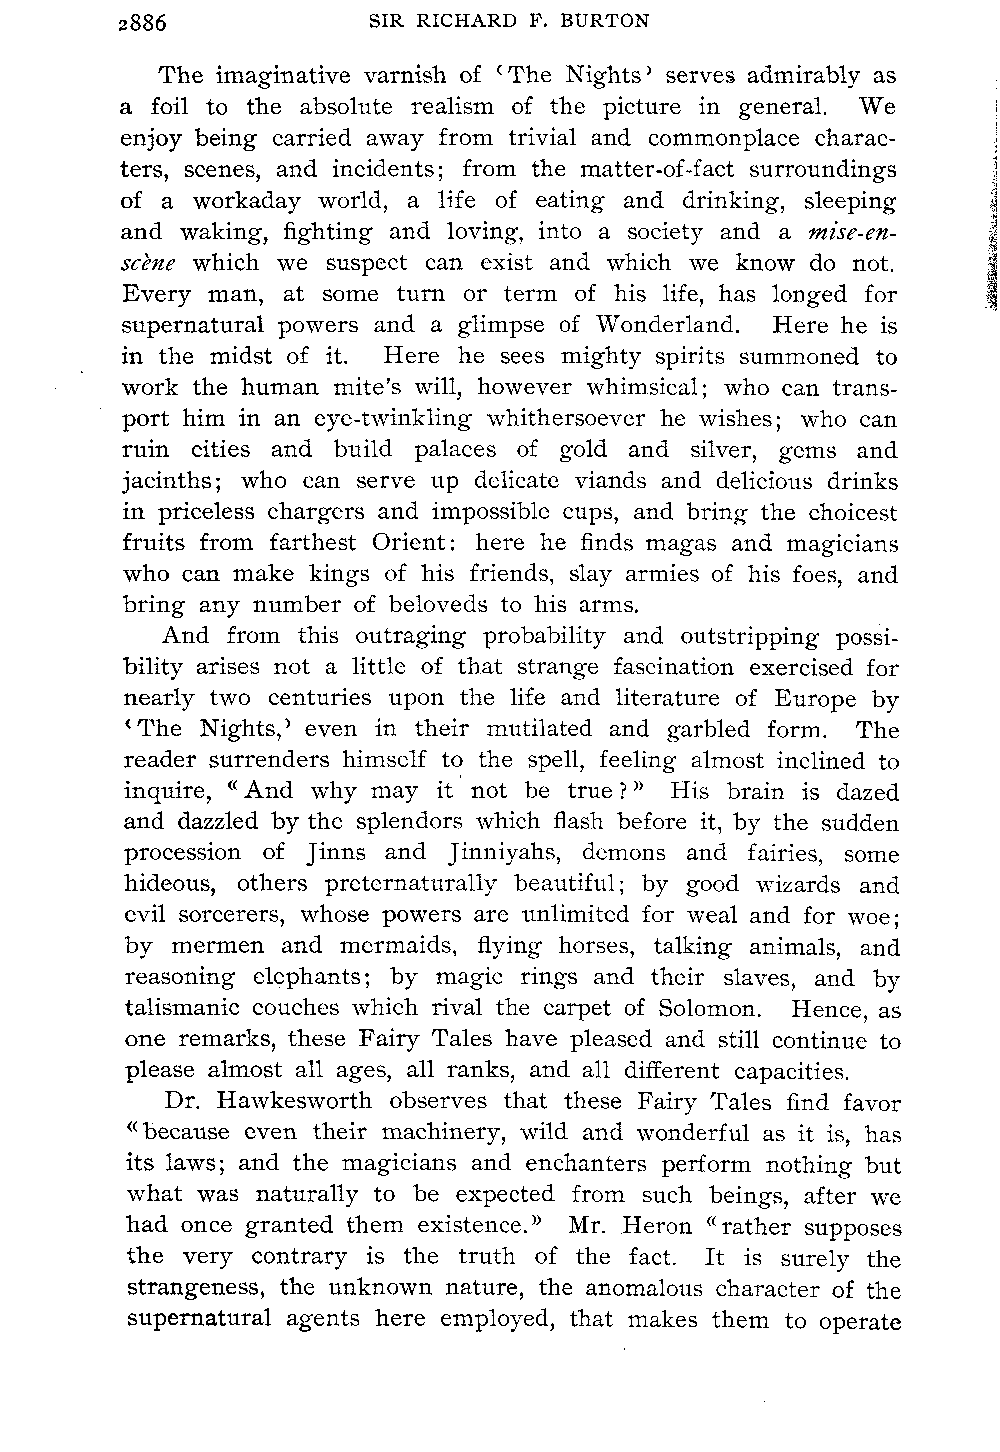 2886 SIR RICHARD F. BURTON
The imaginative varnish of ‘The Nights’ serves admirably as
a foil to the absolute realism of the picture in general. We
enjoy being carried away from trivial and commonplace charac-
ters, scenes, and incidents; from the matter-of-fact surroundings
of a workaday world, a life of eating and drinking, sleeping
and waking, fighting and loving, into a society and a mise-en-
scène which we suspect can exist and which we know do not.
Every man, at some turn or term of his life, has longed for
supernatural powers and a glimpse of Wonderland. Here he is
in the midst of it. Here he sees mighty spirits summoned to
work the human mite's will, however whimsical; who can trans-
port him in an eye-twinkling whithersoever he wishes; who can
ruin cities and build palaces of gold and silver, gems and
jacinths; who can serve up delicate viands and delicious drinks
in priceless chargers and impossible cups, and bring the choicest
fruits from farthest Orient: here he finds magas and magicians
who can make kings of his friends, slay armies of his foes, and
bring any number of beloveds to his arms.
And from this outraging probability and outstripping possi-
bility arises not a little of that strange fascination exercised for
nearly two centuries upon the life and literature of Europe by
‘The Nights,’ even in their mutilated and garbled form. The
reader surrenders himself to the spell, feeling almost inclined to
inquire, «And why may it not be true?» His brain is dazed
and dazzled by the splendors which flash before it, by the sudden
procession of Jinns and Jinniyahs, demons and fairies, some
hideous, others preternaturally beautiful; by good wizards and
evil sorcerers, whose powers are unlimited for weal and for woe;
by mermen and mermaids, flying horses, talking animals, and
reasoning elephants; by magic rings and their slaves, and by
talismanic couches which rival the carpet of Solomon. Hence, as
one remarks, these Fairy Tales have pleased and still continue to
please almost all ages, all ranks, and all different capacities.
Dr. Hawkesworth observes that these Fairy Tales find favor
«because even their machinery, wild and wonderful as it is, has
its laws; and the magicians and enchanters perform nothing but
what was naturally to be expected from such beings, after we
had once granted them existence.» Mr. Heron «rather supposes
the very contrary is the truth of the fact. It is surely the
strangeness, the unknown nature, the anomalous character of the
supernatural agents here employed, that makes them to operate